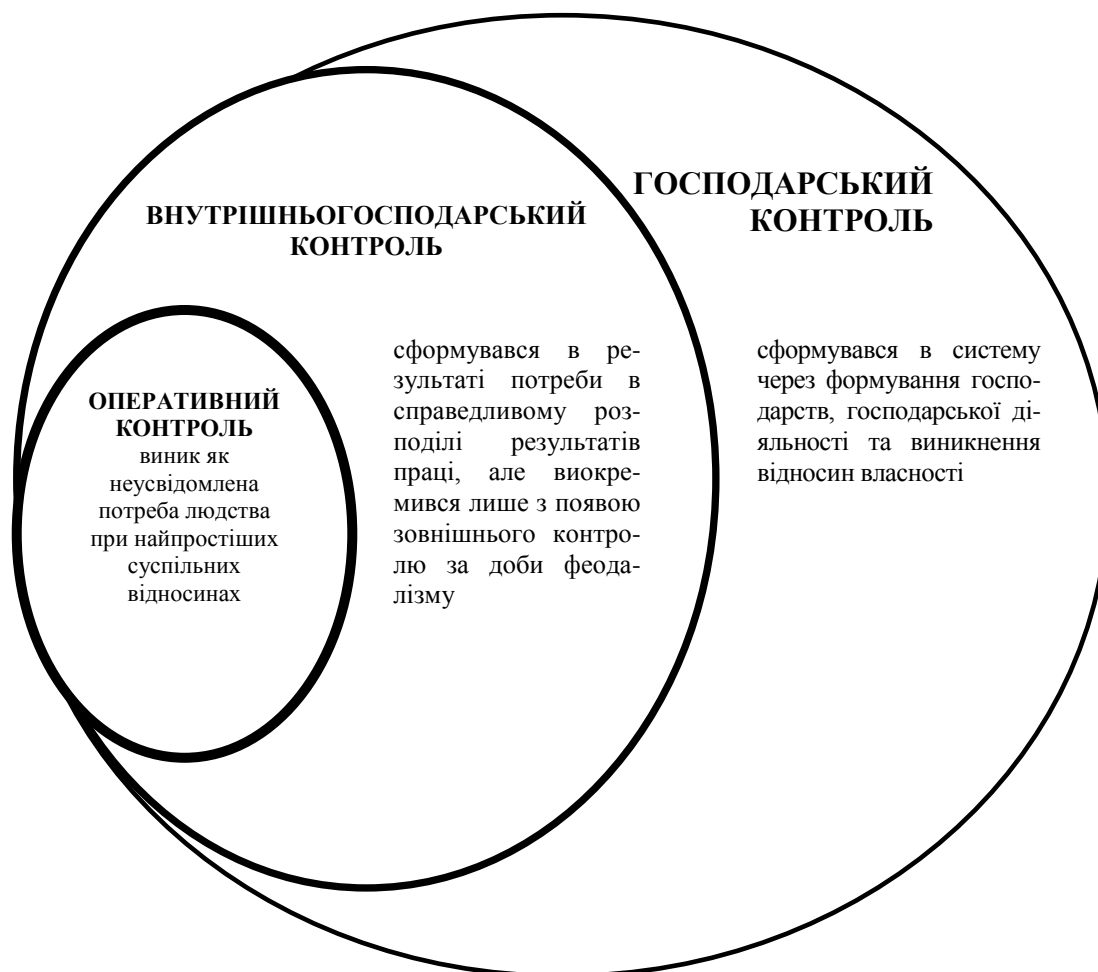 ГОСПОДАРСЬКИЙ
КОНТРОЛЬ
ВНУТРІШНЬОГОСПОДАРСЬКИЙ
КОНТРОЛЬ
ОПЕРАТИВНИЙ
КОНТРОЛЬ
виник як
неусвідомлена
потреба людства
при найпростіших
суспільних
відносинах
сформувався в ре-
зультаті потреби в
справедливому роз-
поділі результатів
праці, але виокре-
мився лише з появою
зовнішнього контро-
лю за доби феода-
лізму
сформувався в систему
через формування госпо-
дарств, господарської ді-
яльності та виникнення
відносин власності